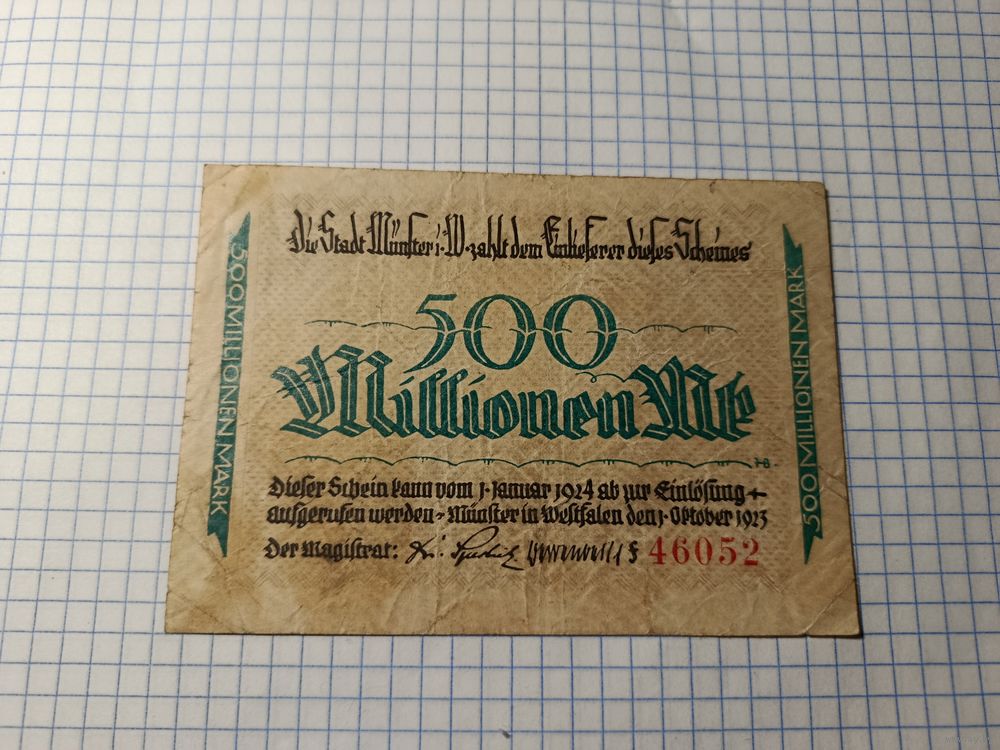 Die Stadt Münster i. W. zahlt dem Einlieferer dieses Scheines
500 MILLIONEN MARK
500
Millionen Mk
500 MILLIONEN MARK
HB.
Dieser Schein kann vom 1. Januar 1924 ab zur Einlösung
aufgerufen werden - Münster in Westfalen den 1. Oktober 1923
Der Magistrat: Dr. 46052